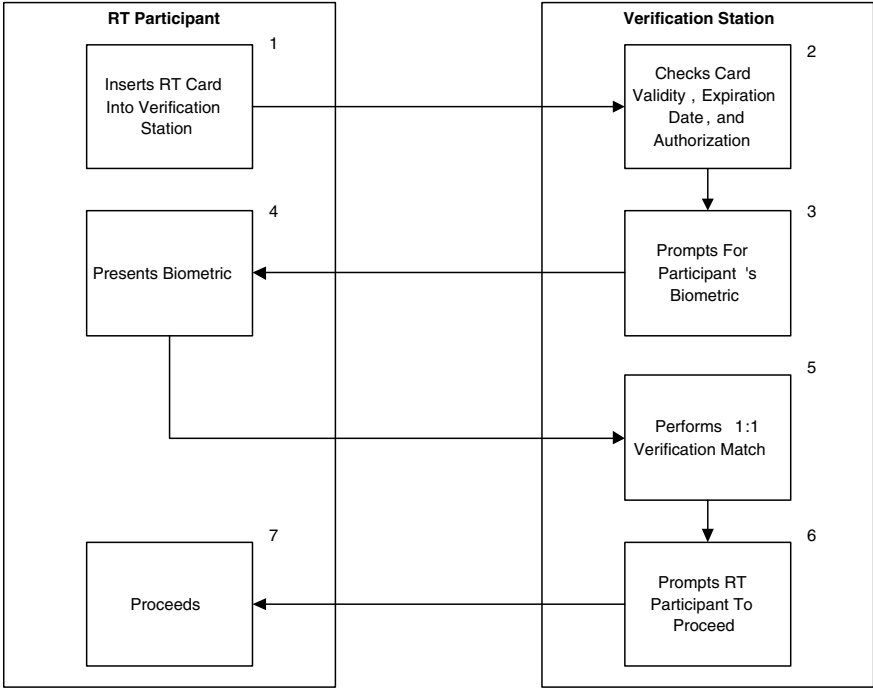 RT Participant
Verification Station
1
Inserts RT Card
Into Verification
Station
2
Checks Card
Validity , Expiration
Date , and
Authorization
3
Prompts For
Participant 's
Biometric
4
Presents Biometric
5
Performs 1:1
Verification Match
6
Prompts RT
Participant To
Proceed
7
Proceeds